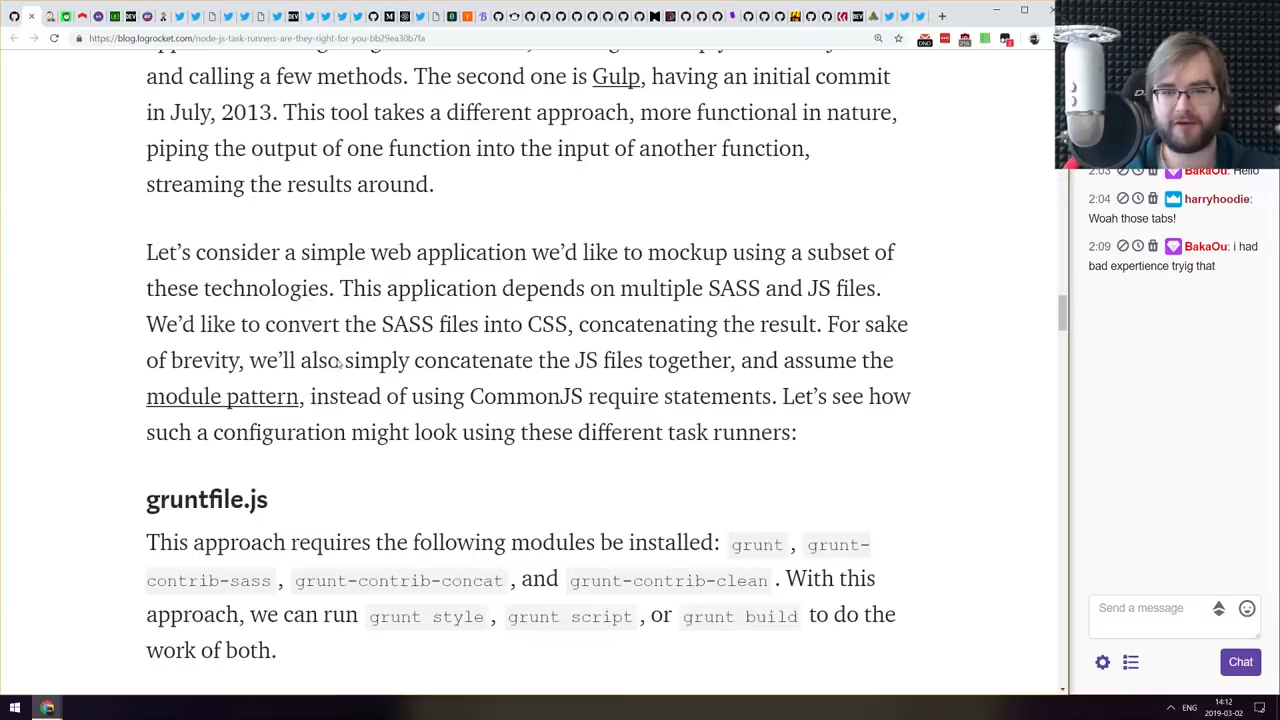 https://blog.logrocket.com/node-js-task-runners-are-they-right-for-you-bb29ea30b7fa
and calling a few methods. The second one is Gulp, having an initial commit
in July, 2013. This tool takes a different approach, more functional in nature,
piping the output of one function into the input of another function,
streaming the results around.
Let’s consider a simple web application we’d like to mockup using a subset of
these technologies. This application depends on multiple SASS and JS files.
We’d like to convert the SASS files into CSS, concatenating the result. For sake
of brevity, we’ll also simply concatenate the JS files together, and assume the
module pattern, instead of using CommonJS require statements. Let’s see how
such a configuration might look using these different task runners:
gruntfile.js
This approach requires the following modules be installed: grunt, grunt-
contrib-sass, grunt-contrib-concat, and grunt-contrib-clean. With this
approach, we can run grunt style, grunt script, or grunt build to do the
work of both.
2:03 BakaOu: Hello
2:04 harryhoodie:
Woah those tabs!
2:09 BakaOu: i had
bad expertience tryig that
Send a message
Chat
ENG
14:12
2019-03-02